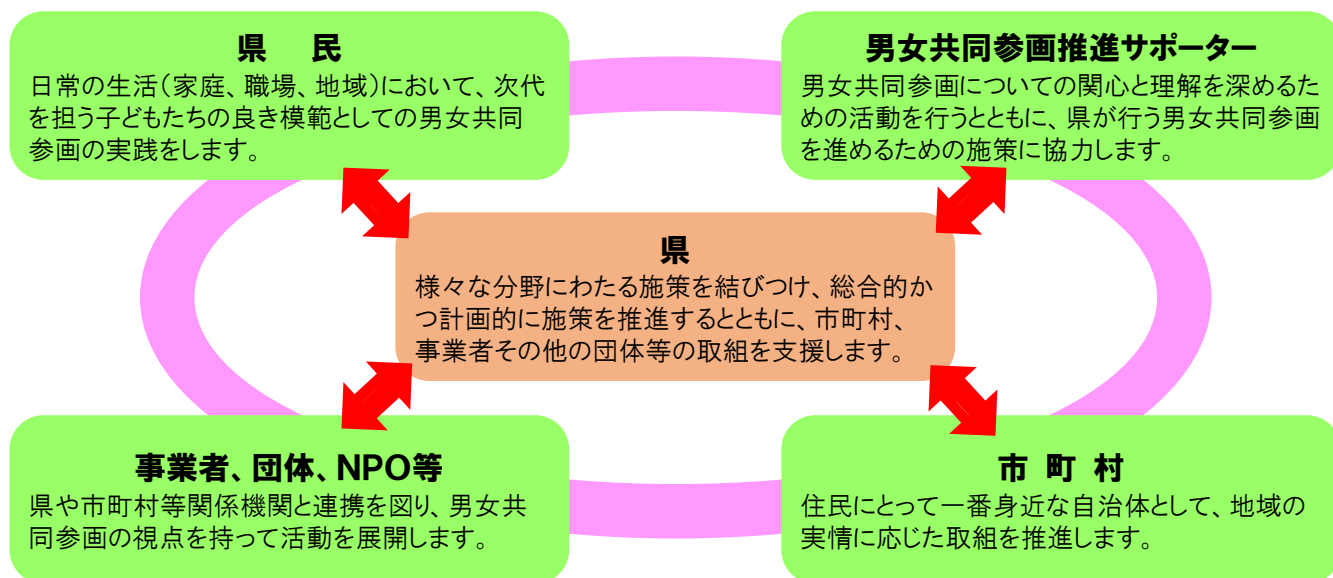 県　民
日常の生活（家庭、職場、地域）において、次代
を担う子どもたちの良き模範としての男女共同
参画の実践をします。
男女共同参画推進サポーター
男女共同参画についての関心と理解を深めるた
めの活動を行うとともに、県が行う男女共同参画
を進めるための施策に協力します。
県
様々な分野にわたる施策を結びつけ、総合的か
つ計画的に施策を推進するとともに、市町村、
事業者その他の団体等の取組を支援します。
事業者、団体、NPO等
県や市町村等関係機関と連携を図り、男女共
同参画の視点を持って活動を展開します。
市 町 村
住民にとって一番身近な自治体として、地域の
実情に応じた取組を推進します。